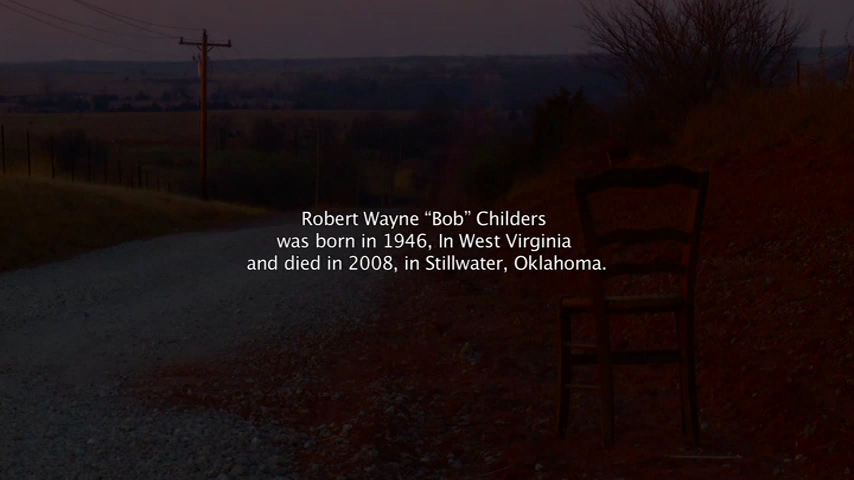 Robert Wayne “Bob” Childers
was born in 1946, In West Virginia
and died in 2008, in Stillwater, Oklahoma.